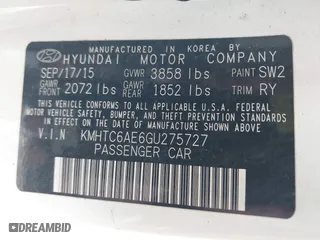 MANUFACTURED IN KOREA BY
HYUNDAI MOTOR COMPANY
SEP/17/15 GVWR 3858 lbs PAINT SW2
GAWR FRONT 2072 lbs GAWR REAR 1852 lbs TRIM RY
THIS VEHICLE CONFORMS TO ALL APPLICABLE U.S. FEDERAL MOTOR VEHICLE SAFETY, BUMPER, AND THEFT PREVENTION STANDARDS IN EFFECT ON THE DATE OF MANUFACTURE SHOWN ABOVE.
V.I.N KMHTC6AE6GU275727
PASSENGER CAR
DRIVERSIDE